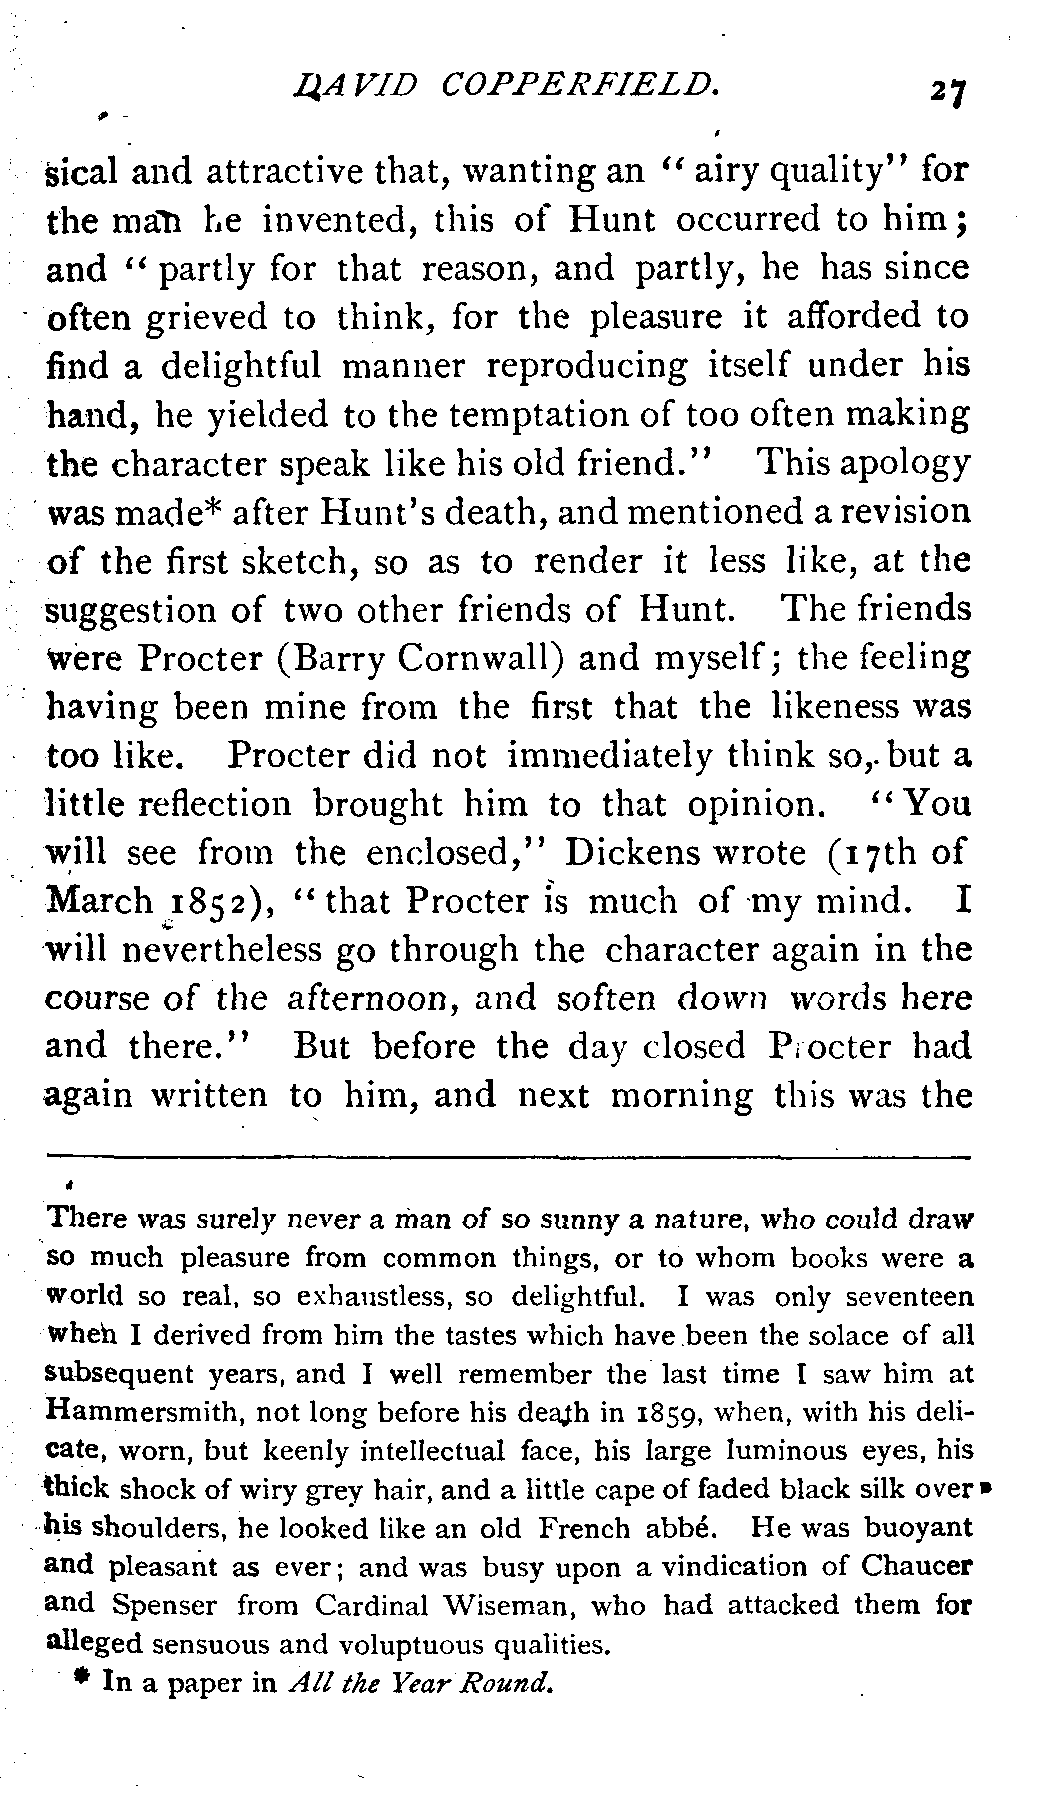 DAVID COPPERFIELD. 27
sical and attractive that, wanting an “ airy quality” for
the man he invented, this of Hunt occurred to him ;
and “ partly for that reason, and partly, he has since
often grieved to think, for the pleasure it afforded to
find a delightful manner reproducing itself under his
hand, he yielded to the temptation of too often making
the character speak like his old friend.” This apology
was made* after Hunt’s death, and mentioned a revision
of the first sketch, so as to render it less like, at the
suggestion of two other friends of Hunt. The friends
were Procter (Barry Cornwall) and myself ; the feeling
having been mine from the first that the likeness was
too like. Procter did not immediately think so, but a
little reflection brought him to that opinion. “ You
will see from the enclosed,” Dickens wrote (17th of
March 1852), “ that Procter is much of my mind. I
will nevertheless go through the character again in the
course of the afternoon, and soften down words here
and there.” But before the day closed Procter had
again written to him, and next morning this was the
There was surely never a man of so sunny a nature, who could draw
so much pleasure from common things, or to whom books were a
world so real, so exhaustless, so delightful. I was only seventeen
when I derived from him the tastes which have been the solace of all
subsequent years, and I well remember the last time I saw him at
Hammersmith, not long before his death in 1859, when, with his deli-
cate, worn, but keenly intellectual face, his large luminous eyes, his
thick shock of wiry grey hair, and a little cape of faded black silk over
his shoulders, he looked like an old French abbé. He was buoyant
and pleasant as ever ; and was busy upon a vindication of Chaucer
and Spenser from Cardinal Wiseman, who had attacked them for
alleged sensuous and voluptuous qualities.
* In a paper in All the Year Round.